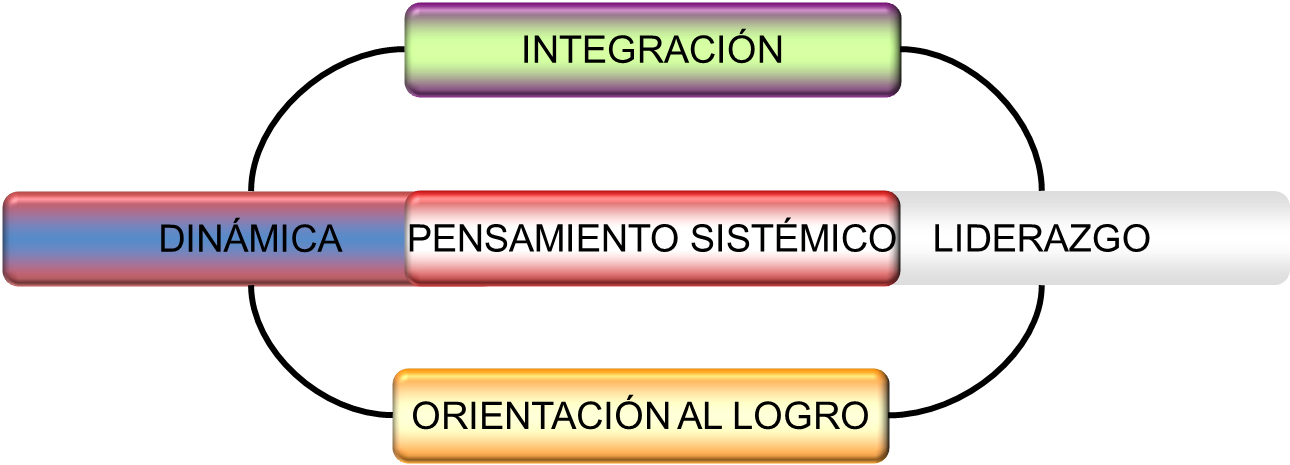 INTEGRACIÓN
DINÁMICA PENSAMIENTO SISTÉMICO LIDERAZGO
ORIENTACIÓN AL LOGRO